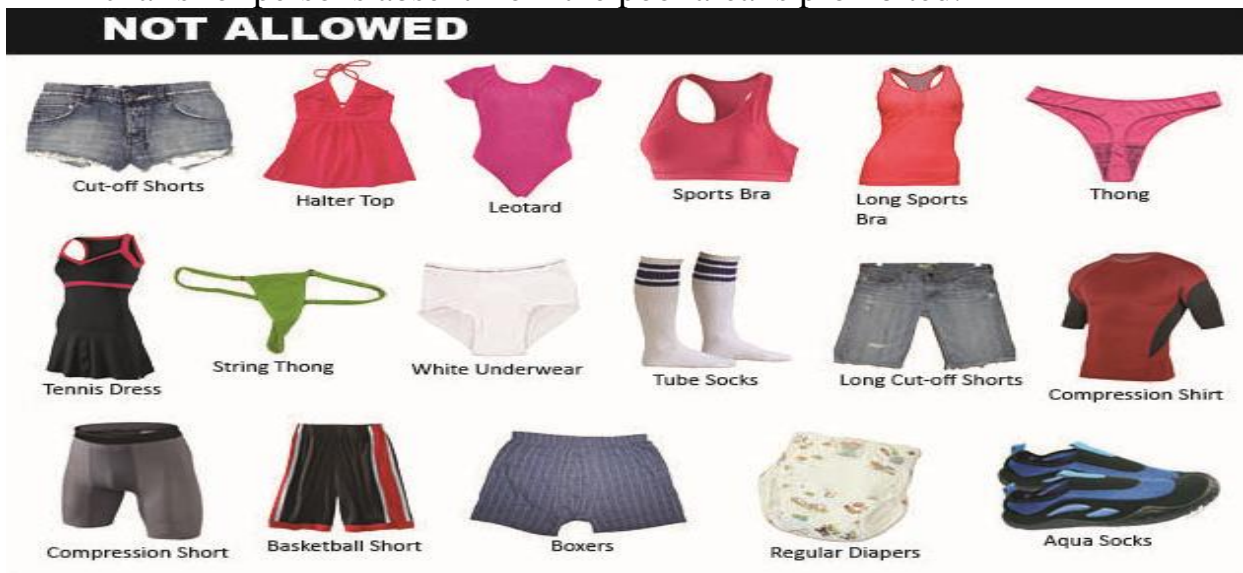 NOT ALLOWED
Cut-off Shorts
Halter Top
Leotard
Sports Bra
Long Sports
Bra
Thong
Tennis Dress
String Thong
White Underwear
Tube Socks
Long Cut-off Shorts
Compression Shirt
Compression Short
Basketball Short
Boxers
Regular Diapers
Aqua Socks